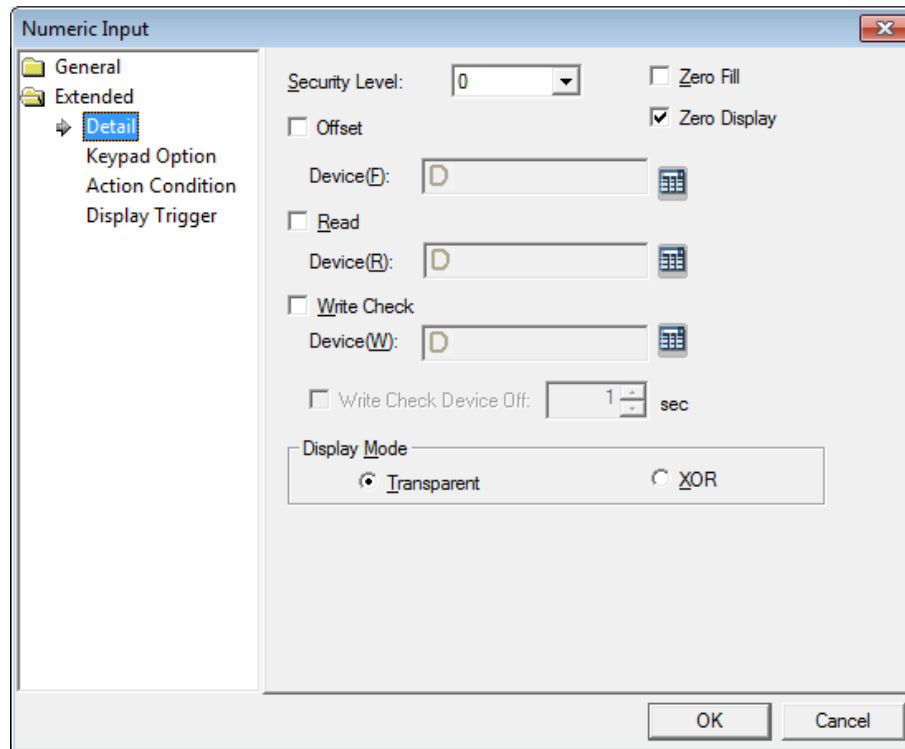 Numeric Input
General
Extended
Detail
Keypad Option
Action Condition
Display Trigger
Security Level: 0
Zero Fill
Zero Display
Offset
Device(F): D
Read
Device(R): D
Write Check
Device(W): D
Write Check Device Off: 1 sec
Display Mode
Transparent
XOR
OK
Cancel